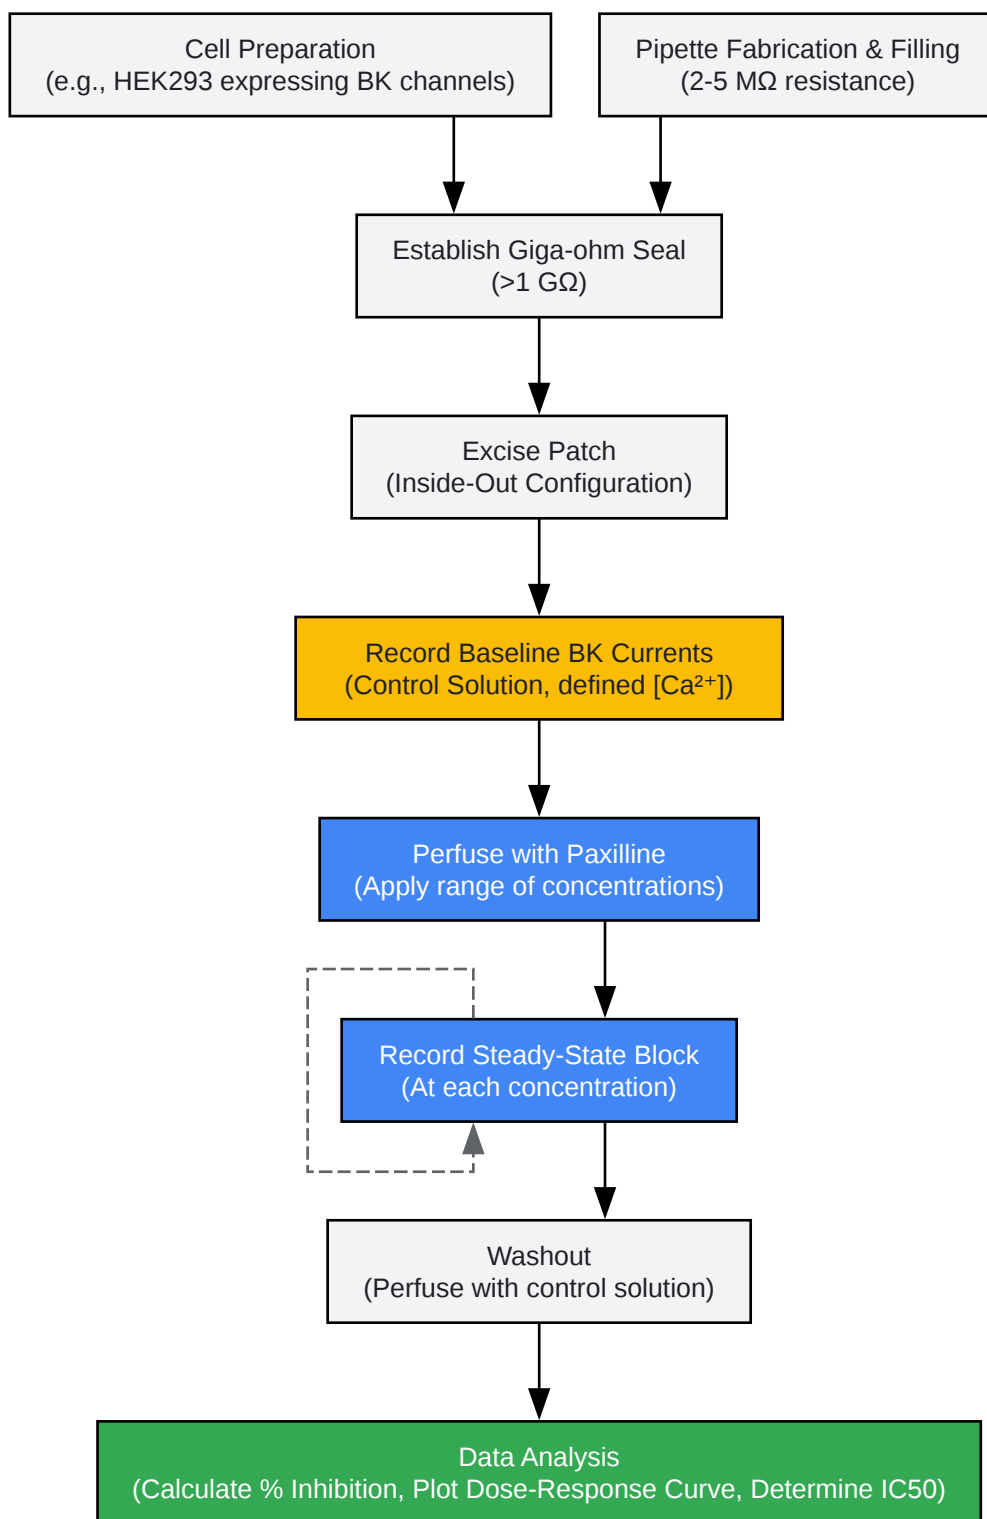 Cell Preparation
(e.g., HEK293 expressing BK channels)
Pipette Fabrication & Filling
(2-5 MΩ resistance)
Establish Giga-ohm Seal
(>1 GΩ)
Excise Patch
(Inside-Out Configuration)
Record Baseline BK Currents
(Control Solution, defined [Ca²⁺])
Perfuse with Paxilline
(Apply range of concentrations)
Record Steady-State Block
(At each concentration)
Washout
(Perfuse with control solution)
Data Analysis
(Calculate % Inhibition, Plot Dose-Response Curve, Determine IC50)